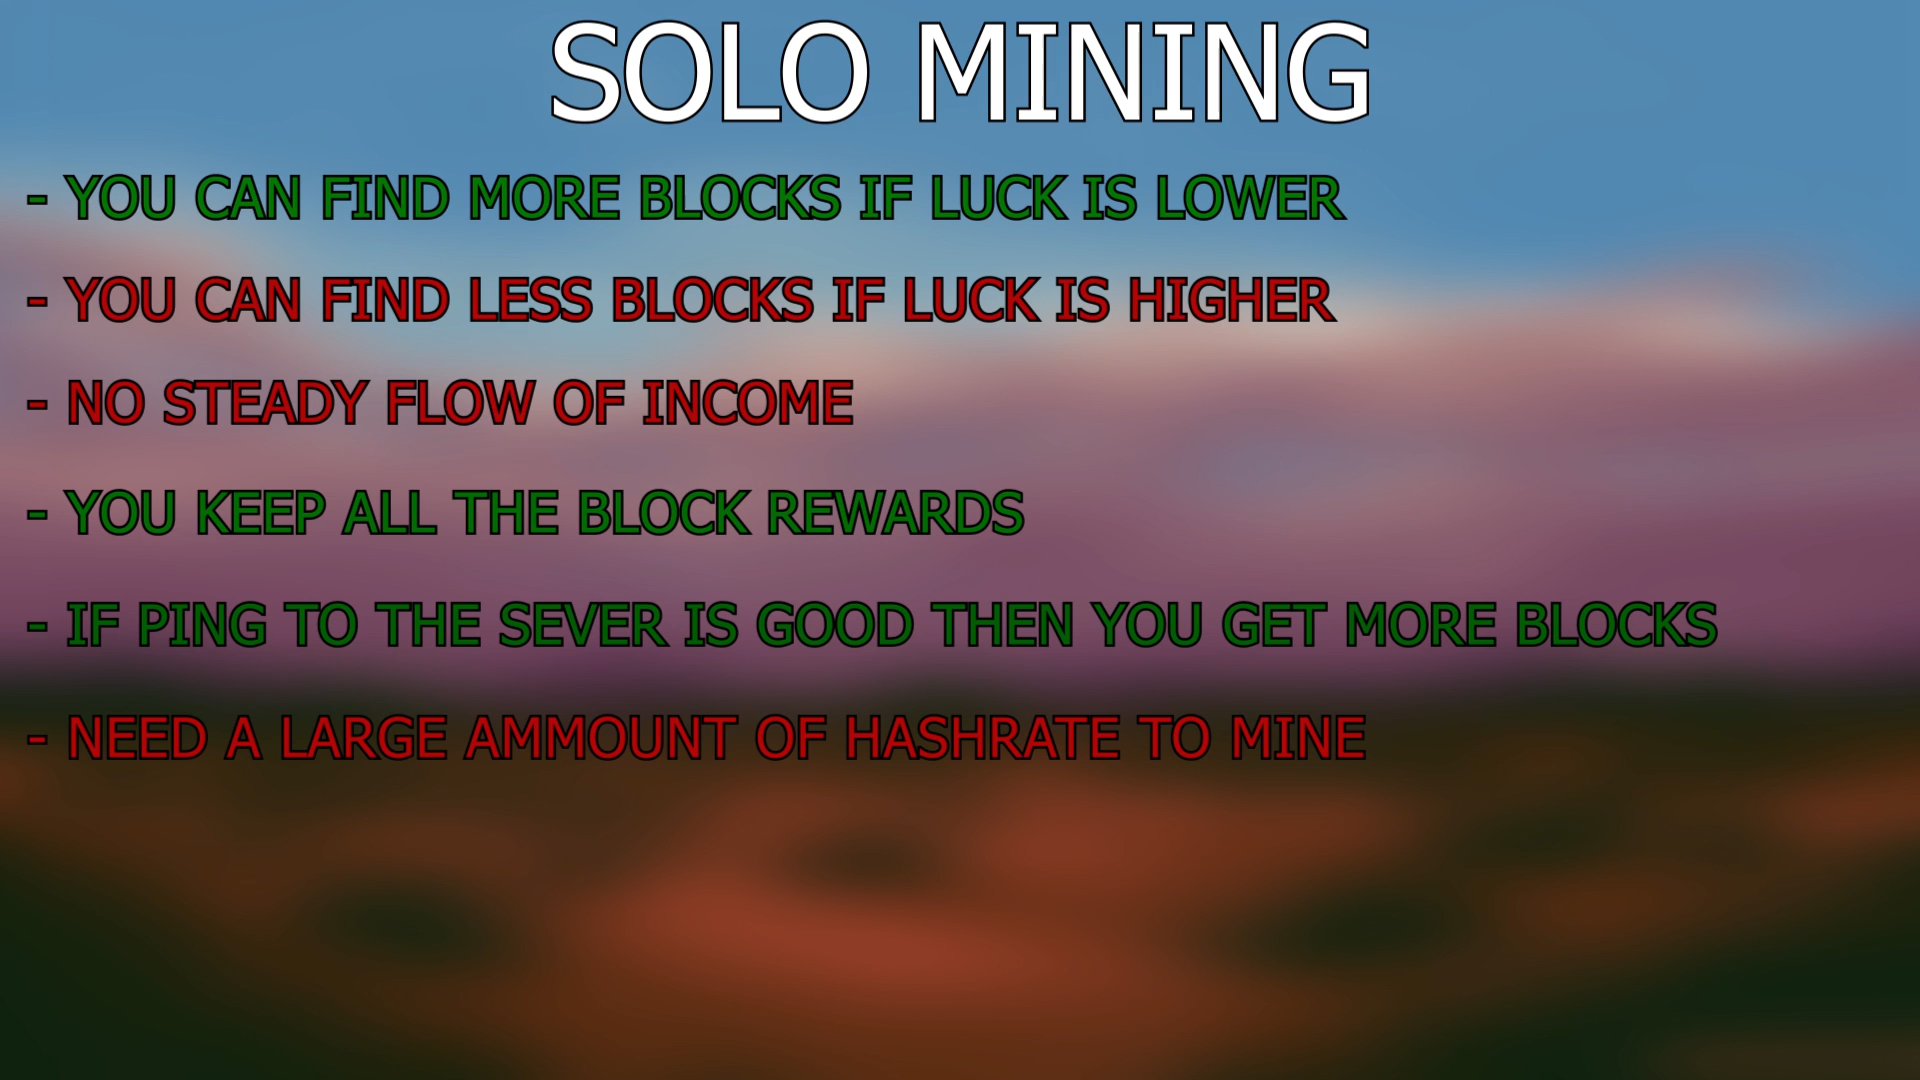 SOLO MINING
- YOU CAN FIND MORE BLOCKS IF LUCK IS LOWER
- YOU CAN FIND LESS BLOCKS IF LUCK IS HIGHER
- NO STEADY FLOW OF INCOME
- YOU KEEP ALL THE BLOCK REWARDS
- IF PING TO THE SEVER IS GOOD THEN YOU GET MORE BLOCKS
- NEED A LARGE AMMOUNT OF HASHRATE TO MINE